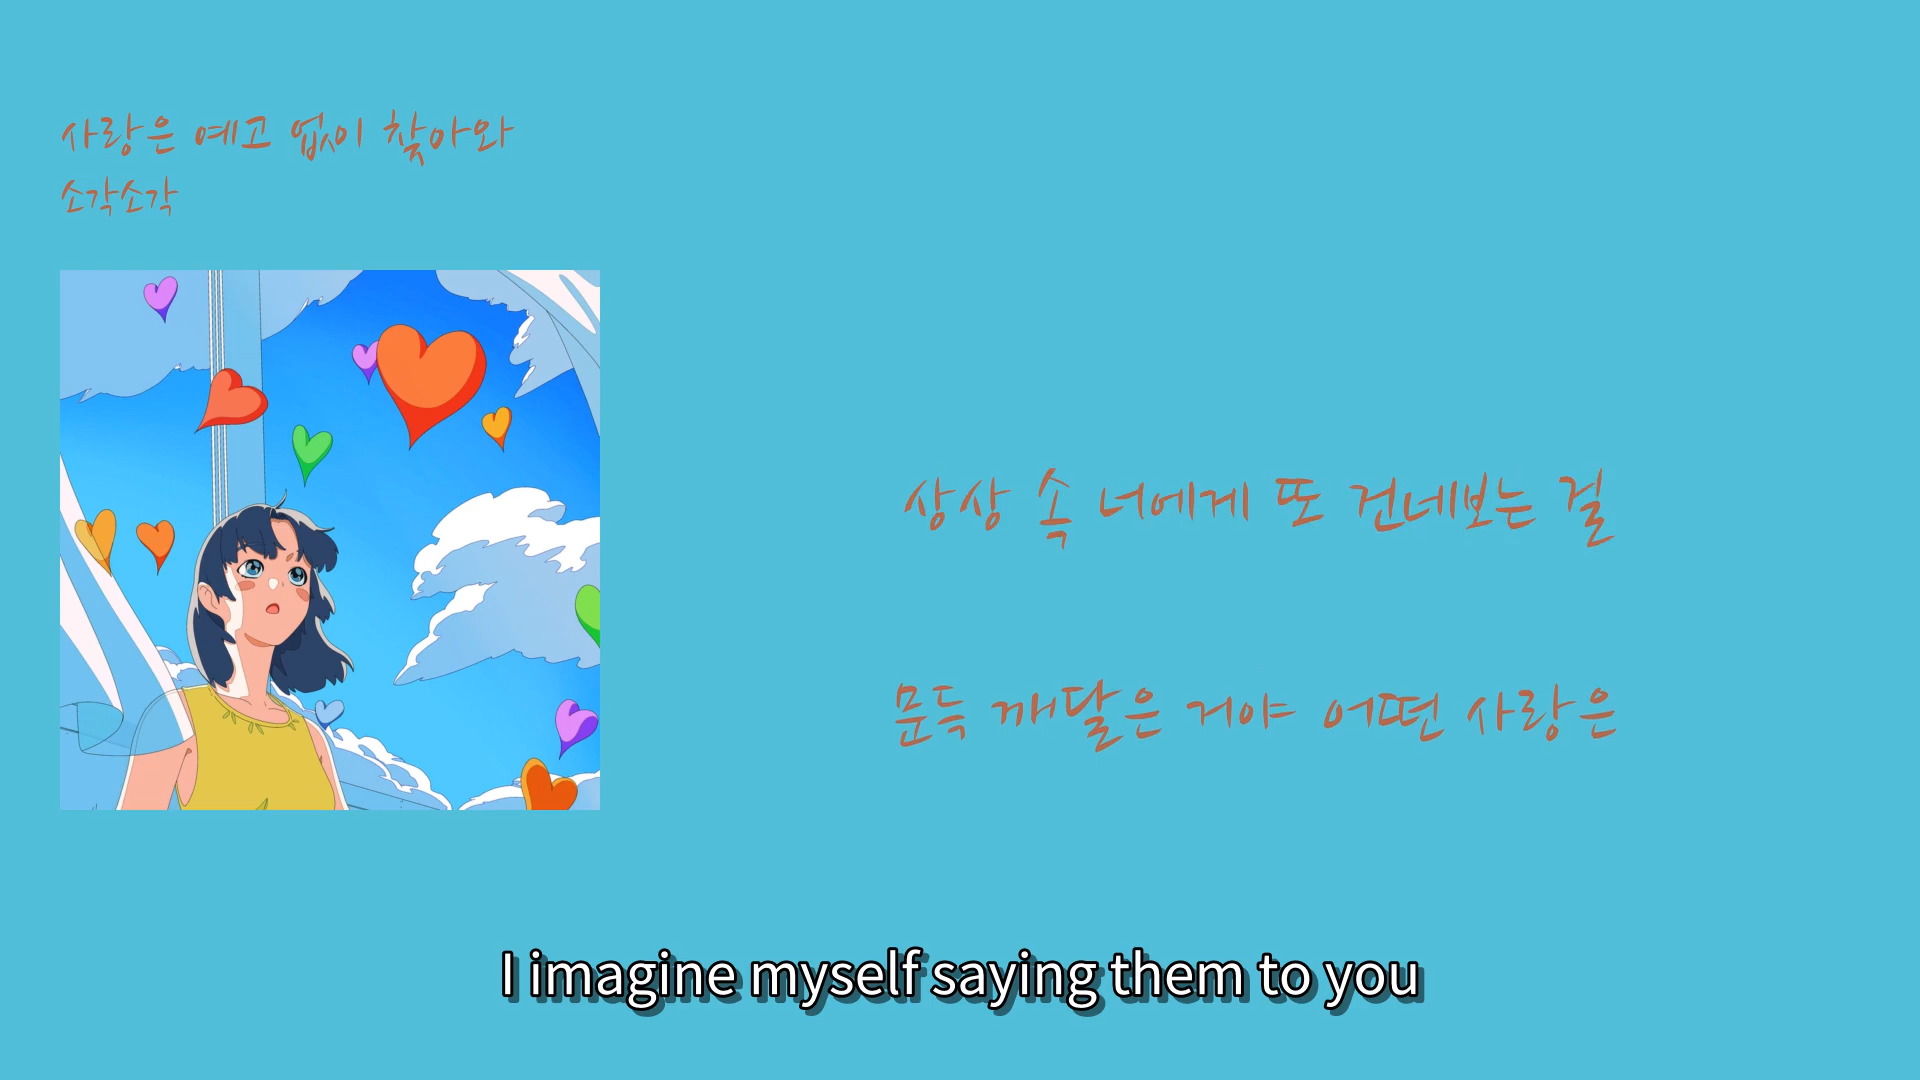 사랑은 예고 없이 찾아와
소각소각
상상 속 너에게 또 건네보는 걸
문득 깨달은 거야 어떤 사랑은
I imagine myself saying them to you